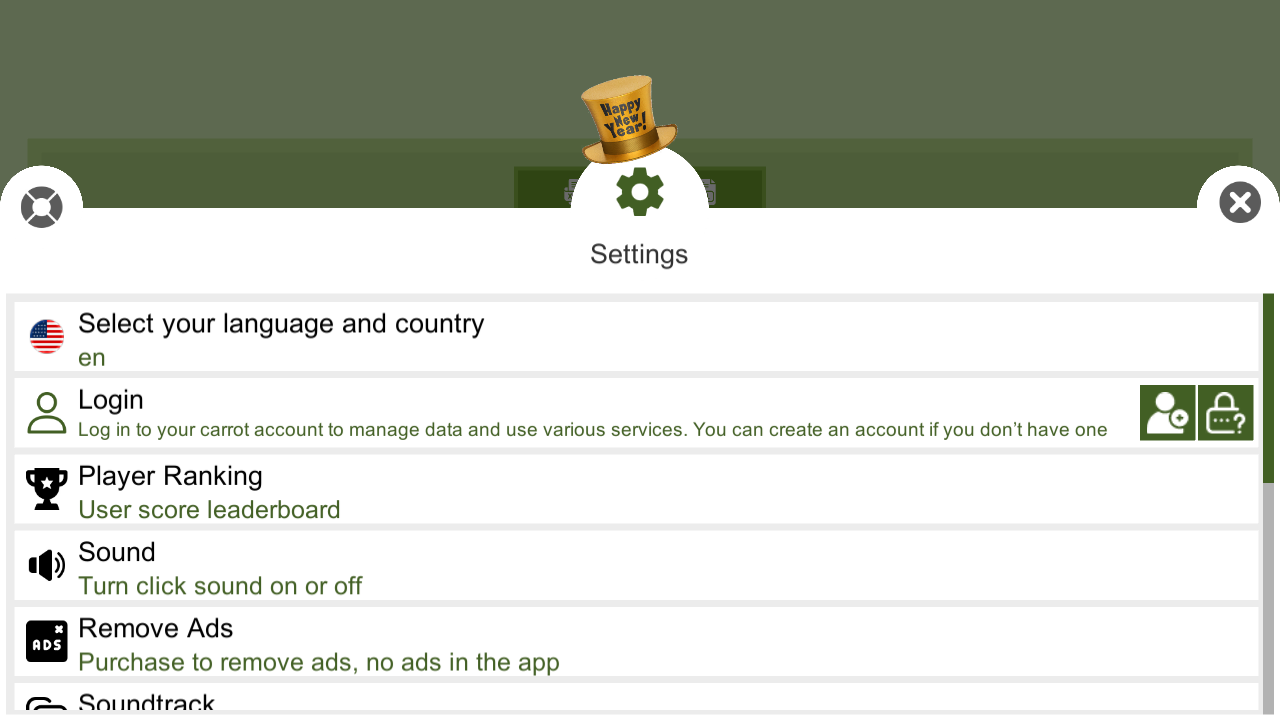 Happy
New
Year!
Settings
Select your language and country
en
Login
Log in to your carrot account to manage data and use various services. You can create an account if you don’t have one
Player Ranking
User score leaderboard
Sound
Turn click sound on or off
ADS
Remove Ads
Purchase to remove ads, no ads in the app
Soundtrack